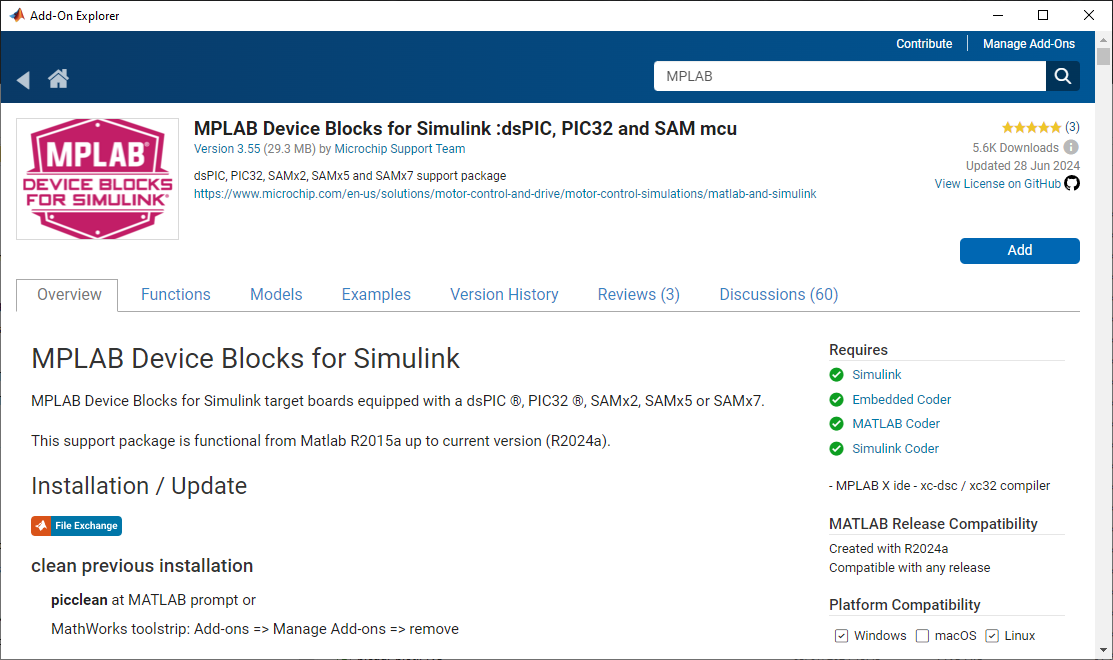 Add-On Explorer
Contribute
Manage Add-Ons
MPLAB
MPLAB®
DEVICE BLOCKS
FOR SIMULINK®
MPLAB Device Blocks for Simulink :dsPIC, PIC32 and SAM mcu
Version 3.55 (29.3 MB) by Microchip Support Team
dsPIC, PIC32, SAMx2, SAMx5 and SAMx7 support package
https://www.microchip.com/en-us/solutions/motor-control-and-drive/motor-control-simulations/matlab-and-simulink
(3)
5.6K Downloads
Updated 28 Jun 2024
View License on GitHub
Add
Overview
Functions
Models
Examples
Version History
Reviews (3)
Discussions (60)
MPLAB Device Blocks for Simulink
MPLAB Device Blocks for Simulink target boards equipped with a dsPIC ®, PIC32 ®, SAMx2, SAMx5 or SAMx7.
This support package is functional from Matlab R2015a up to current version (R2024a).
Installation / Update
File Exchange
clean previous installation
picclean at MATLAB prompt or
MathWorks toolstrip: Add-ons => Manage Add-ons => remove
Requires
Simulink
Embedded Coder
MATLAB Coder
Simulink Coder
- MPLAB X ide - xc-dsc / xc32 compiler
MATLAB Release Compatibility
Created with R2024a
Compatible with any release
Platform Compatibility
Windows
macOS
Linux